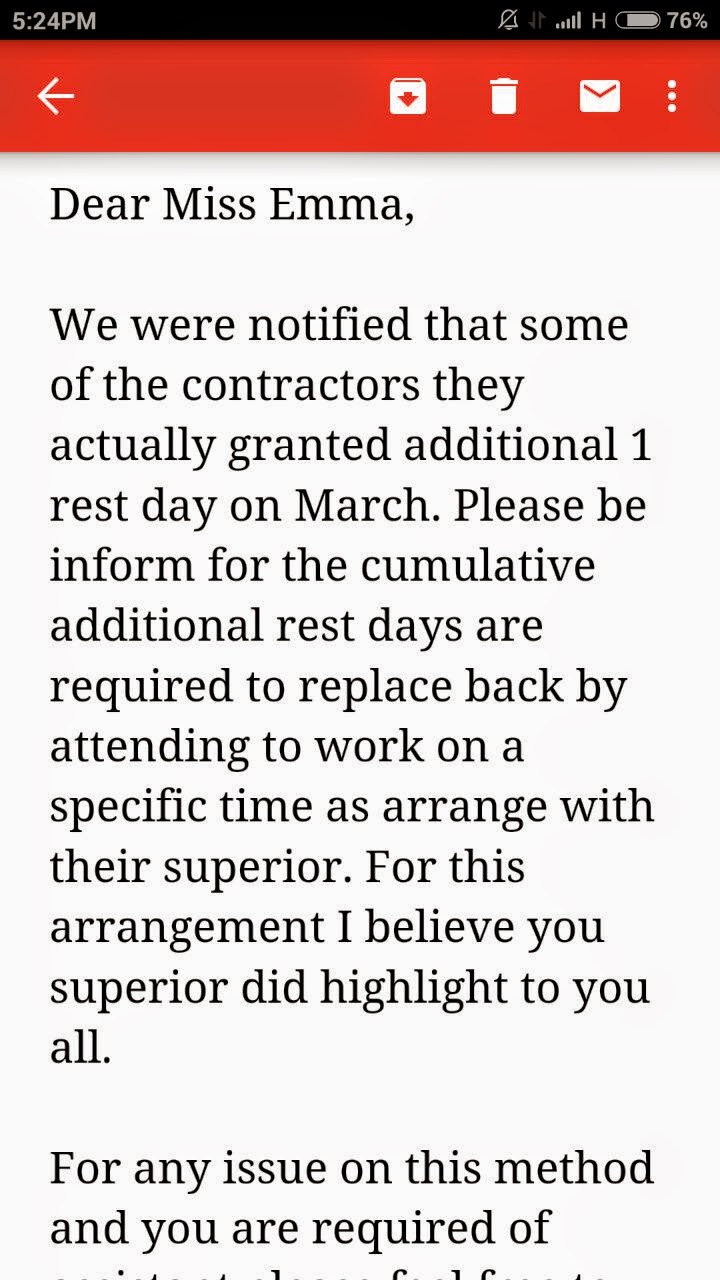 5:24PM H 76%
Dear Miss Emma,
We were notified that some
of the contractors they
actually granted additional 1
rest day on March. Please be
inform for the cumulative
additional rest days are
required to replace back by
attending to work on a
specific time as arrange with
their superior. For this
arrangement I believe you
superior did highlight to you
all.
For any issue on this method
and you are required of